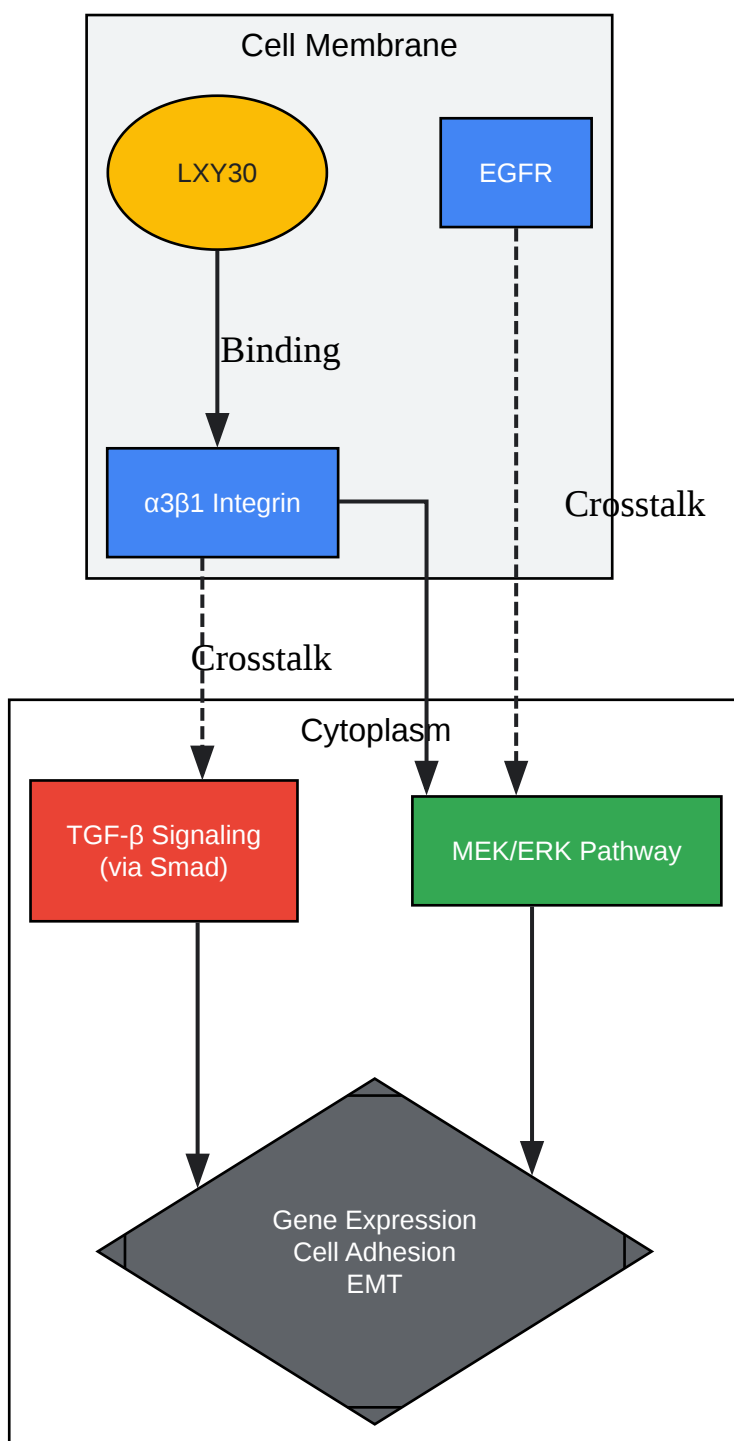 Cell Membrane
LXY30
EGFR
Binding
α3β1 Integrin
Crosstalk
Crosstalk
Cytoplasm
TGF-β Signaling
(via Smad)
MEK/ERK Pathway
Gene Expression
Cell Adhesion
EMT